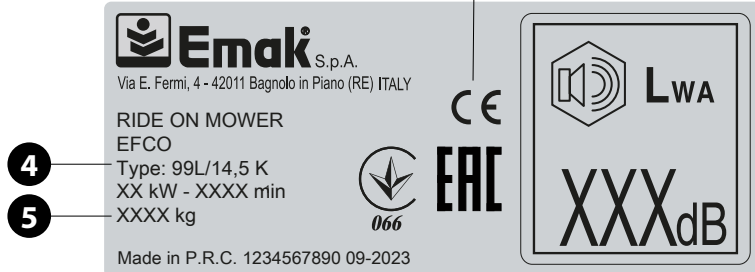 Emak S.p.A.
Via E. Fermi, 4 - 42011 Bagnolo in Piano (RE) ITALY
RIDE ON MOWER
EFCO
4 Type: 99L/14,5 K
XX kW - XXXX min
5 XXXX kg
Made in P.R.C. 1234567890 09-2023
066
CE
EAC
LWA
XXXdB